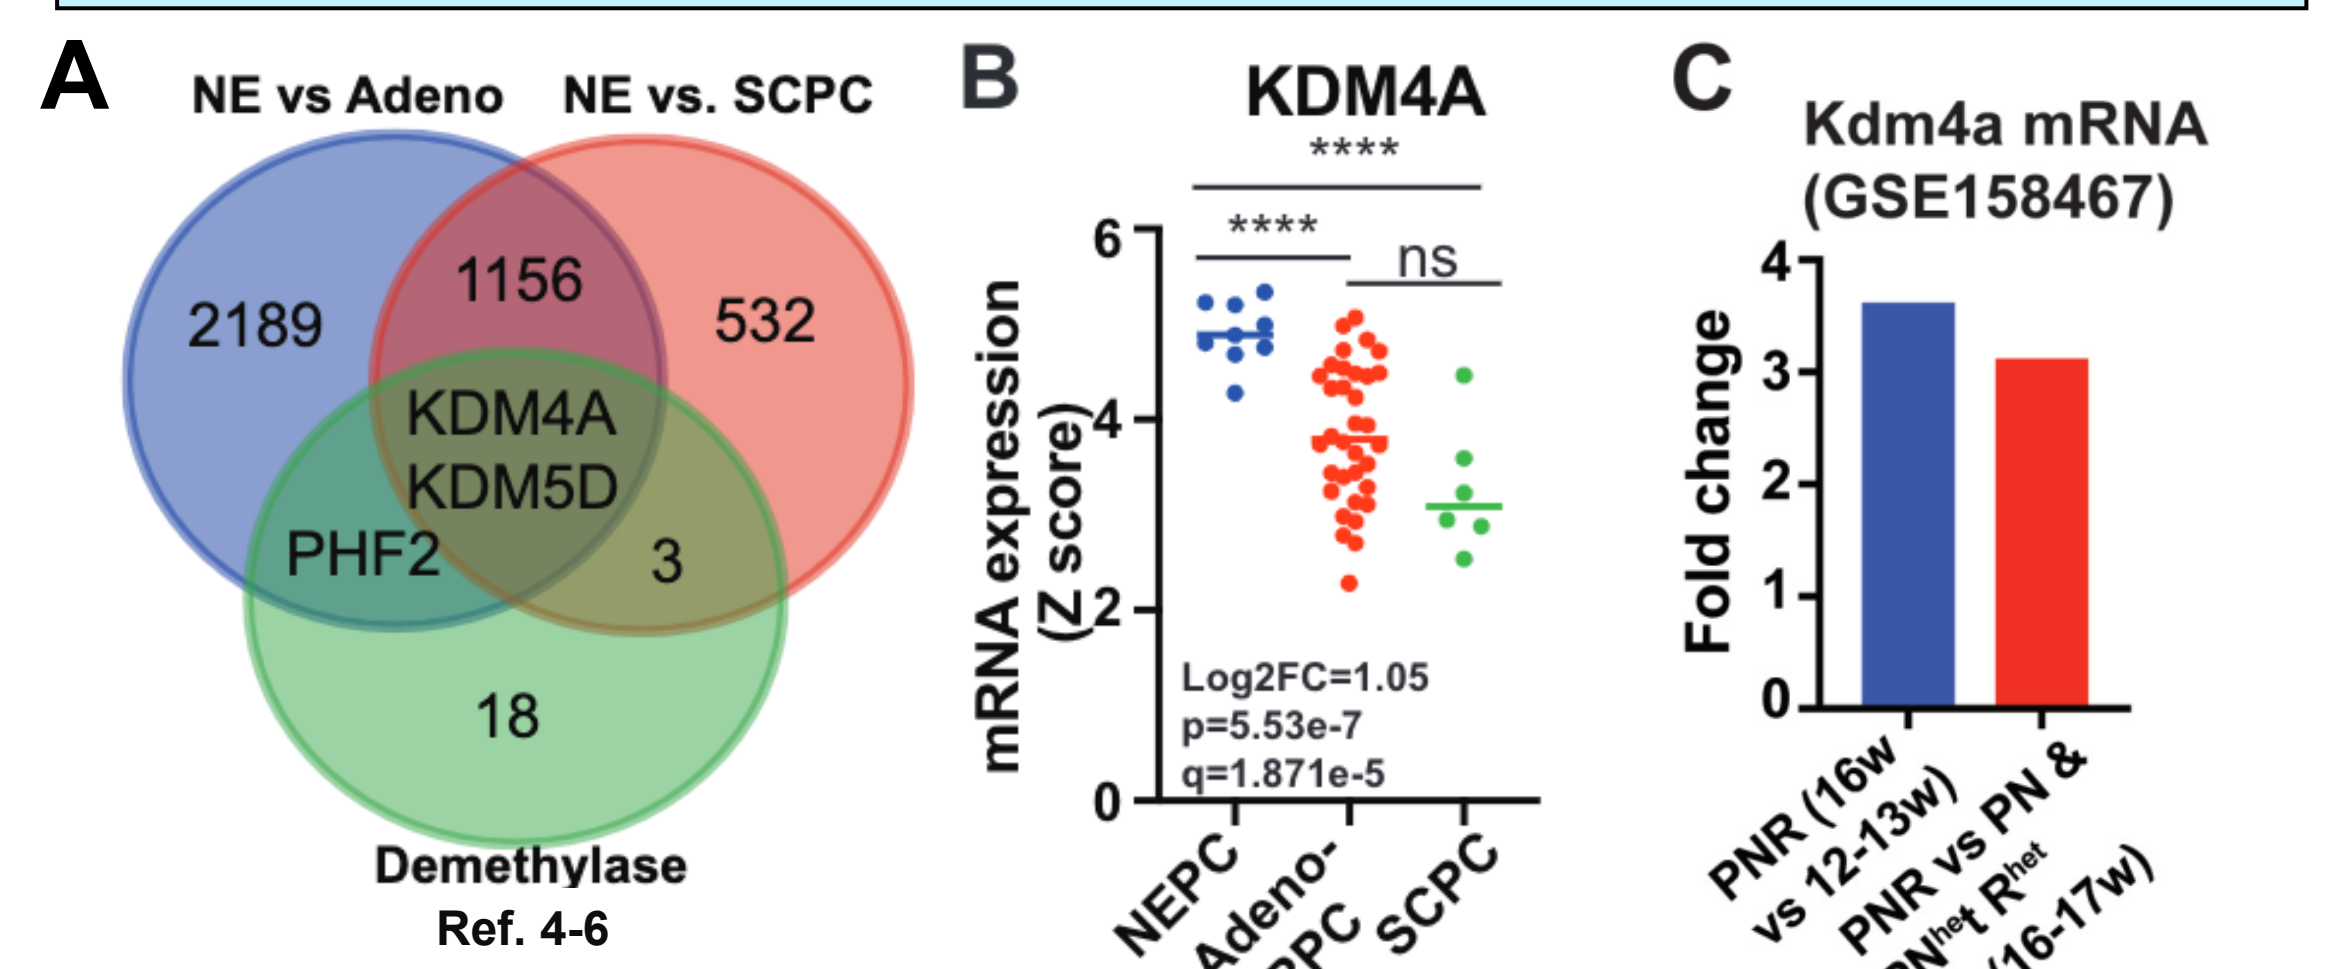 A
NE vs Adeno
NE vs. SCPC
2189
1156
532
KDM4A
KDM5D
PHF2
3
18
Demethylase
Ref. 4-6
B
KDM4A
****
****
ns
mRNA expression
(Z score)
6
4
2
0
Log2FC=1.05
p=5.53e-7
q=1.871e-5
NEPC
Adeno-
SCPC
C
Kdm4a mRNA
(GSE158467)
Fold change
4
3
2
1
0
PNR (16w
vs 12-13w)
PNR vs PN &
PNhet Rhet
(16-17w)